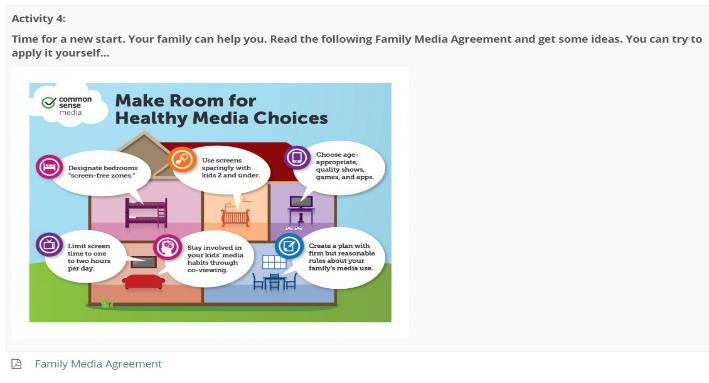 Activity 4:
Time for a new start. Your family can help you. Read the following Family Media Agreement and get some ideas. You can try to
apply it yourself...
common
sense
media
Make Room for
Healthy Media Choices
Designate bedrooms
"screen-free zones."
Use screens
sparingly with
kids 2 and under.
Choose age-
appropriate,
quality shows,
games, and apps.
Limit screen
time to one
to two hours
per day.
Stay involved in
your kids' media
habits through
co-viewing.
Create a plan with
firm but reasonable
rules about your
family's media use.
Family Media Agreement